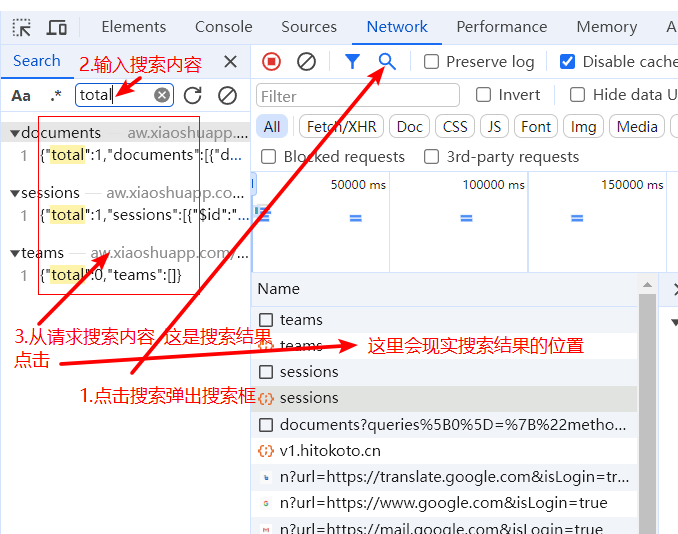 Elements Console Sources Network Performance Memory
Search
2.输入搜索内容
Preserve log Disable cache
Aa .* total
Filter Invert Hide data U
All Fetch/XHR Doc CSS JS Font Img Media
documents — aw.xiaoshuapp....
1 {"total":1,"documents":[{"d...
Blocked requests 3rd-party requests
50000 ms 100000 ms 150000 ms
sessions — aw.xiaoshuapp.co...
1 {"total":1,"sessions":[{"$id":"...
teams — aw.xiaoshuapp.com/...
1 {"total":0,"teams":[]}
Name
teams
3.从请求搜索内容 这是搜索结果
点击
teams
这里会现实搜索结果的位置
sessions
1.点击搜索弹出搜索框
sessions
documents?queries%5B0%5D=%7B%22metho...
v1.hitokoto.cn
n?url=https://translate.google.com&isLogin=tr...
n?url=https://www.google.com&isLogin=true
n?url=https://mail.google.com&isLogin=true